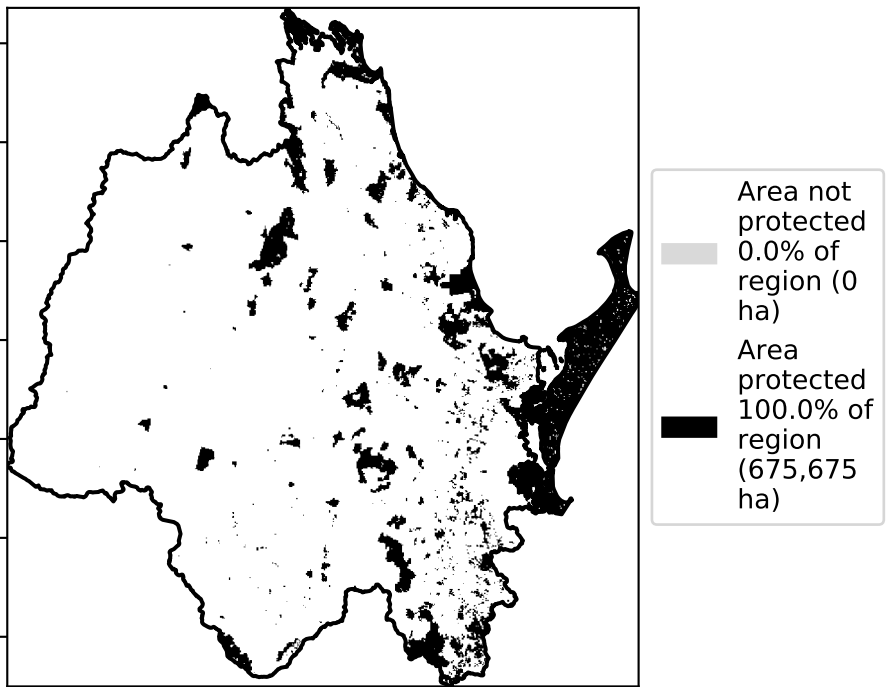 Area not
protected
0.0% of
region (0
ha)
Area
protected
100.0% of
region
(675,675
ha)